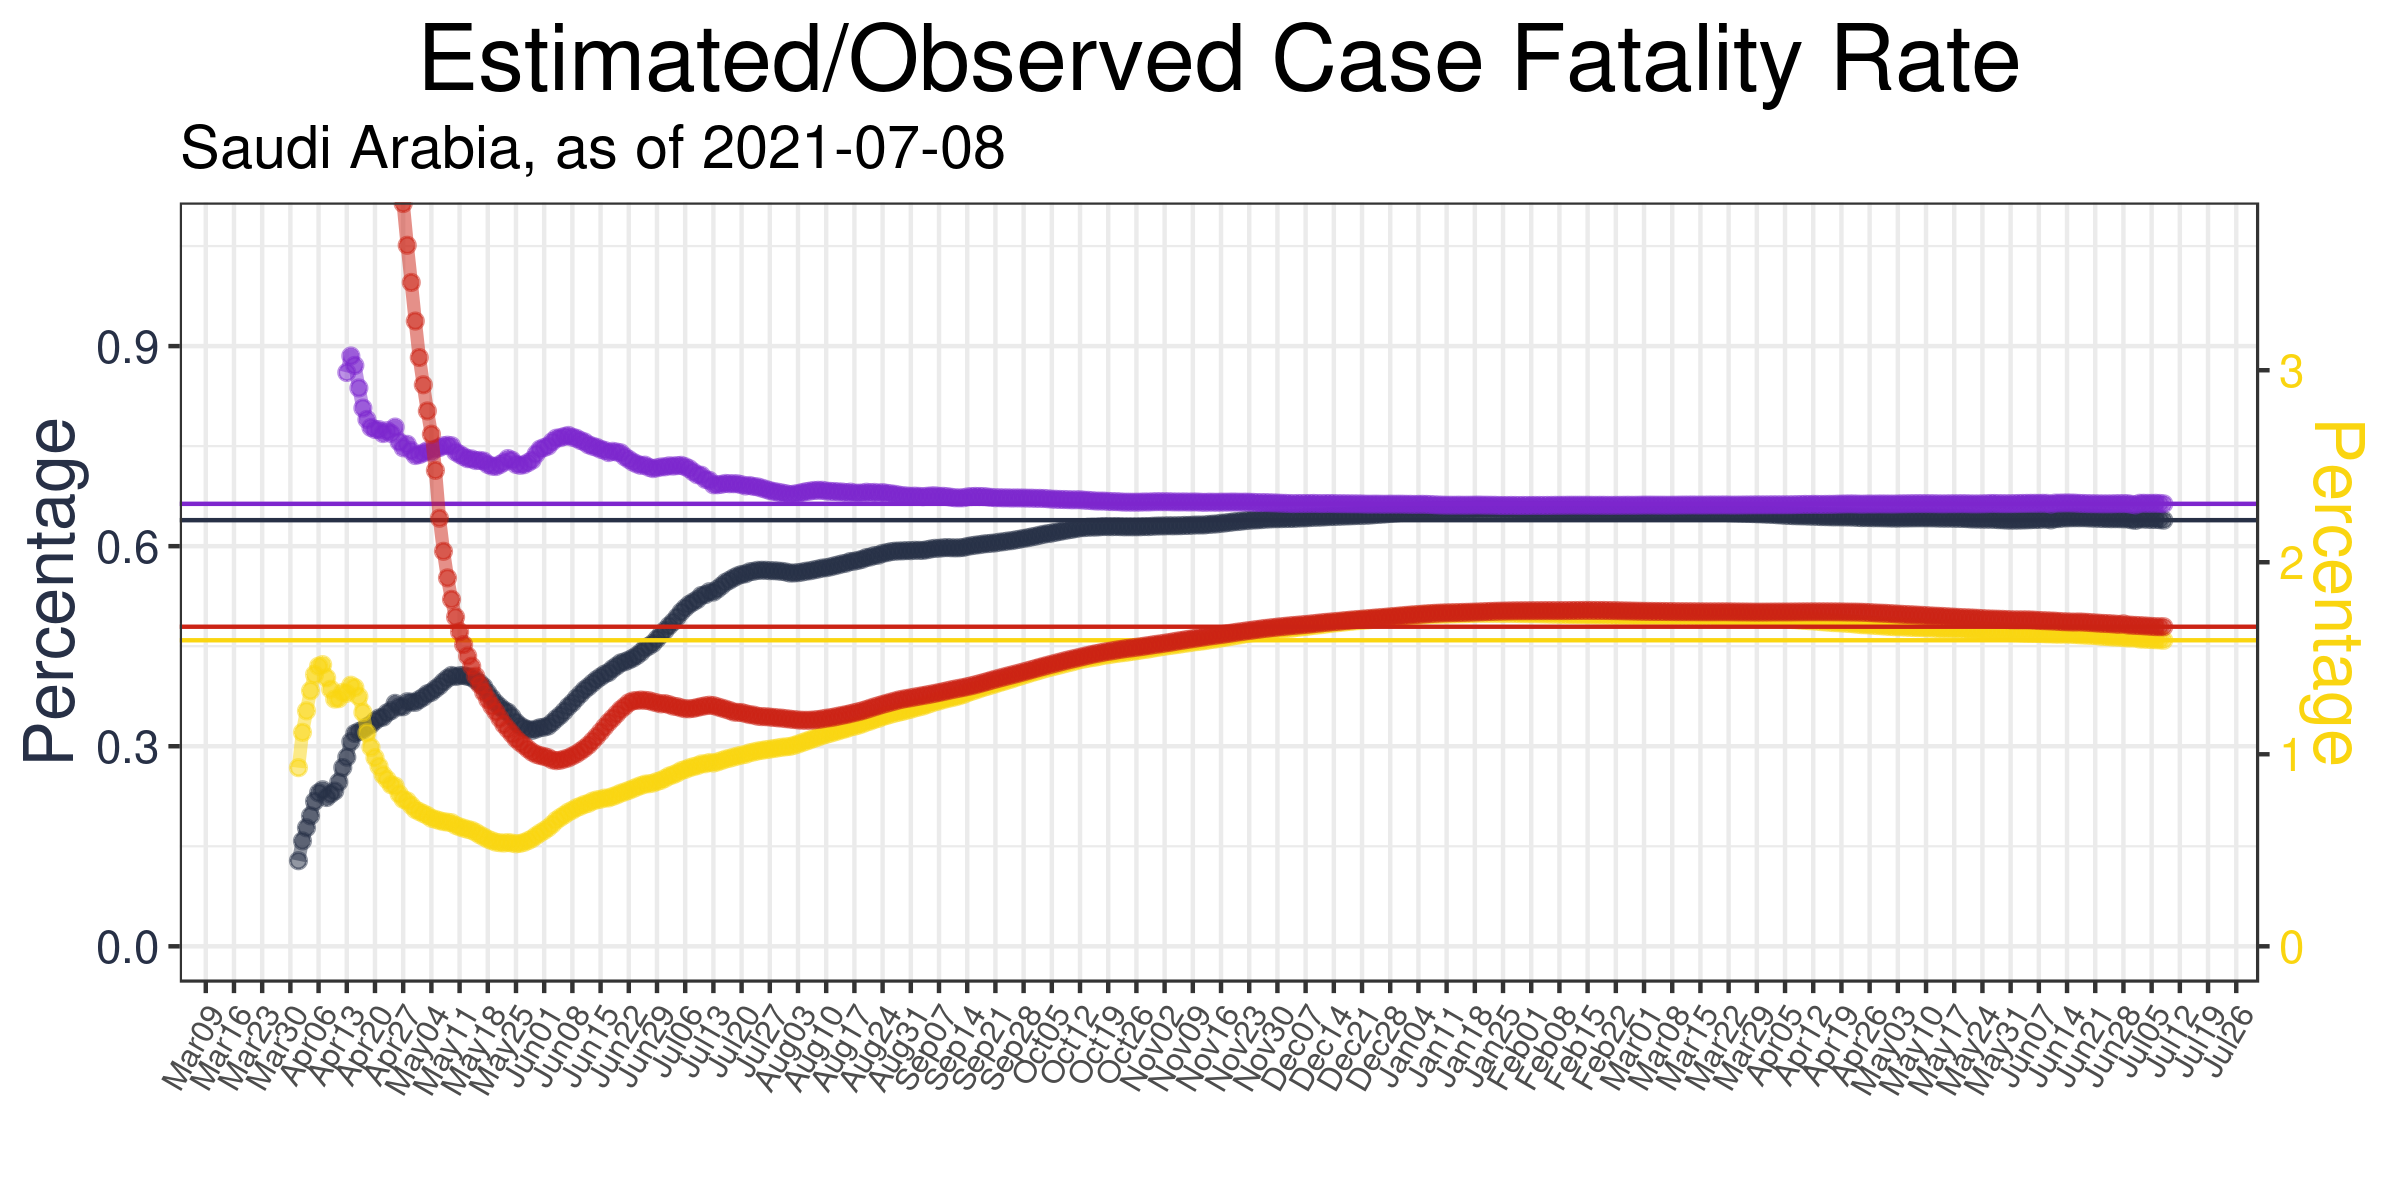 Estimated/Observed Case Fatality Rate
Saudi Arabia, as of 2021-07-08
Percentage
0.9
0.6
0.3
0.0
3
2
1
0
Percentage
Mar09
Mar16
Mar23
Mar30
Apr06
Apr13
Apr20
Apr27
May04
May11
May18
May25
Jun01
Jun08
Jun15
Jun22
Jun29
Jul06
Jul13
Jul20
Jul27
Aug03
Aug10
Aug17
Aug24
Aug31
Sep07
Sep14
Sep21
Sep28
Oct05
Oct12
Oct19
Oct26
Nov02
Nov09
Nov16
Nov23
Nov30
Dec07
Dec14
Dec21
Dec28
Jan04
Jan11
Jan18
Jan25
Feb01
Feb08
Feb15
Feb22
Mar01
Mar08
Mar15
Mar22
Mar29
Apr05
Apr12
Apr19
Apr26
May03
May10
May17
May24
May31
Jun07
Jun14
Jun21
Jun28
Jul05
Jul12
Jul19
Jul26